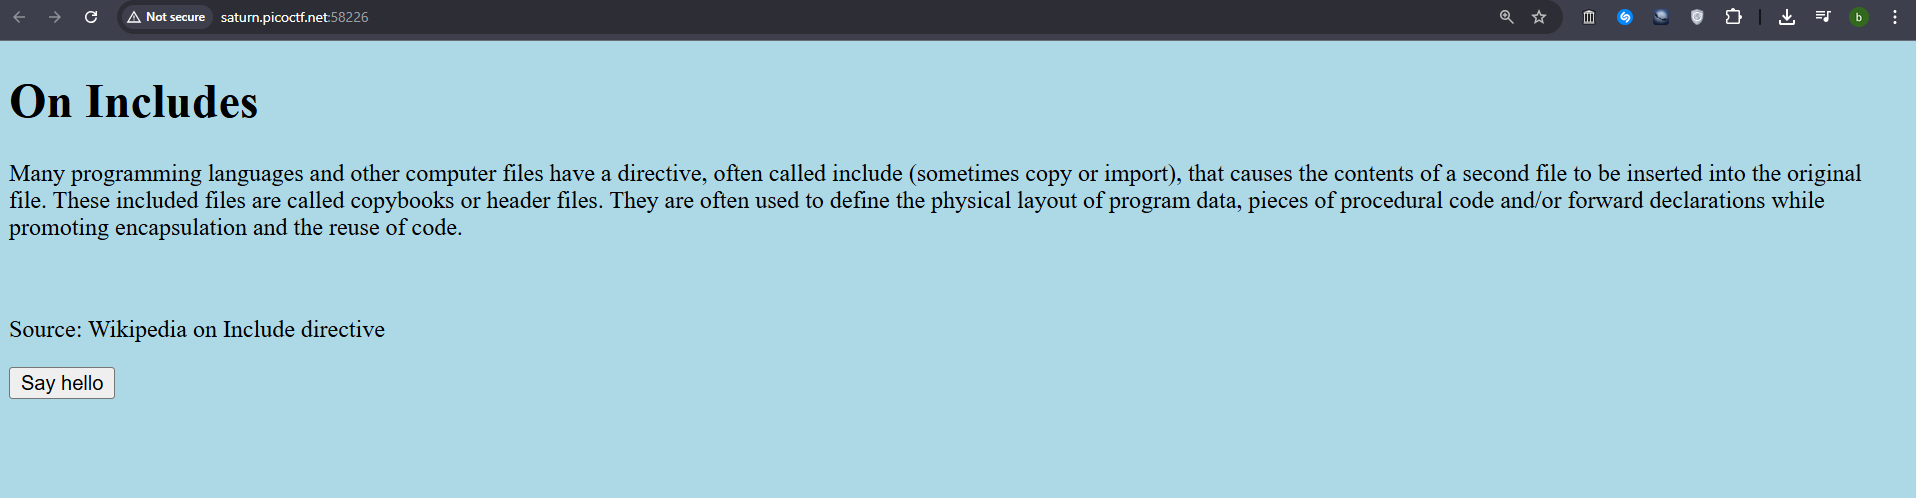 Not secure saturn.picoctf.net:58226 b
On Includes
Many programming languages and other computer files have a directive, often called include (sometimes copy or import), that causes the contents of a second file to be inserted into the original
file. These included files are called copybooks or header files. They are often used to define the physical layout of program data, pieces of procedural code and/or forward declarations while
promoting encapsulation and the reuse of code.
Source: Wikipedia on Include directive
Say hello